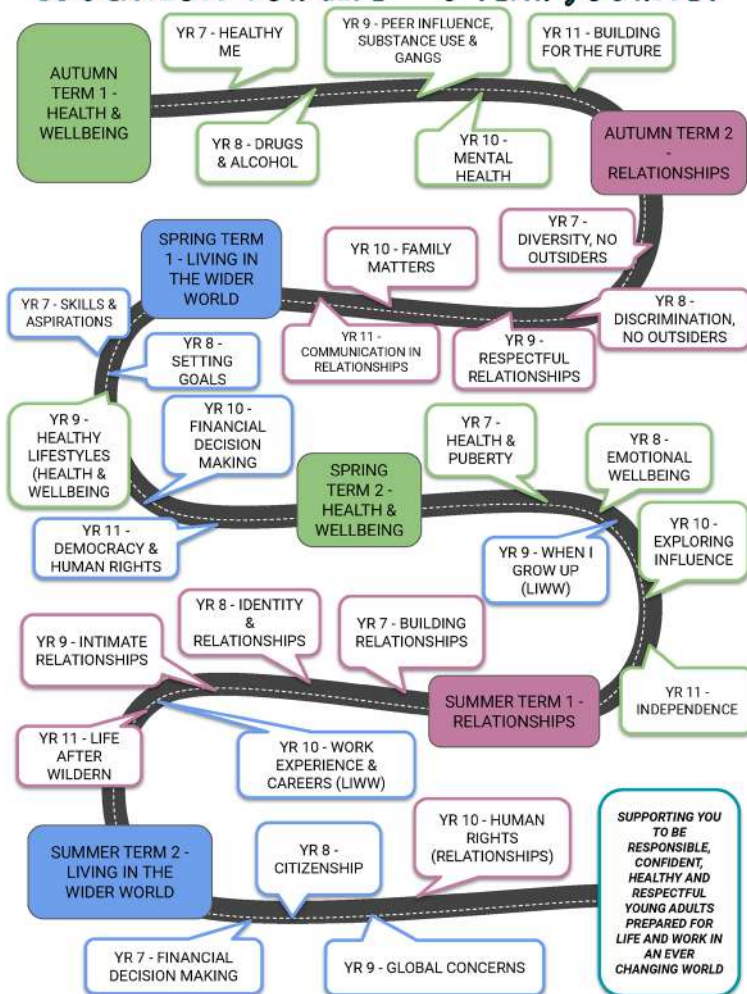 YR 7 - HEALTHY
ME
YR 9 - PEER INFLUENCE,
SUBSTANCE USE &
GANGS
YR 11 - BUILDING
FOR THE FUTURE
AUTUMN
TERM 1 -
HEALTH &
WELLBEING
YR 8 - DRUGS
& ALCOHOL
YR 10 -
MENTAL
HEALTH
AUTUMN TERM 2
-
RELATIONSHIPS
YR 7 -
DIVERSITY, NO
OUTSIDERS
YR 8 -
DISCRIMINATION,
NO OUTSIDERS
YR 9 -
RESPECTFUL
RELATIONSHIPS
YR 10 - FAMILY
MATTERS
YR 11 -
COMMUNICATION IN
RELATIONSHIPS
SPRING TERM
1 - LIVING IN
THE WIDER
WORLD
YR 7 - SKILLS &
ASPIRATIONS
YR 8 -
SETTING
GOALS
YR 9 -
HEALTHY
LIFESTYLES
(HEALTH &
WELLBEING
YR 10 -
FINANCIAL
DECISION
MAKING
YR 11 -
DEMOCRACY &
HUMAN RIGHTS
SPRING
TERM 2 -
HEALTH &
WELLBEING
YR 7 -
HEALTH &
PUBERTY
YR 8 -
EMOTIONAL
WELLBEING
YR 9 - WHEN I
GROW UP
(LIWW)
YR 10 -
EXPLORING
INFLUENCE
YR 11 -
INDEPENDENCE
SUMMER TERM 1 -
RELATIONSHIPS
YR 7 - BUILDING
RELATIONSHIPS
YR 8 - IDENTITY
&
RELATIONSHIPS
YR 9 - INTIMATE
RELATIONSHIPS
YR 10 - WORK
EXPERIENCE &
CAREERS (LIWW)
YR 11 - LIFE
AFTER
WILDERN
SUMMER TERM 2 -
LIVING IN THE
WIDER WORLD
YR 7 - FINANCIAL
DECISION MAKING
YR 8 -
CITIZENSHIP
YR 9 - GLOBAL CONCERNS
YR 10 - HUMAN
RIGHTS
(RELATIONSHIPS)
SUPPORTING YOU
TO BE
RESPONSIBLE,
CONFIDENT,
HEALTHY AND
RESPECTFUL
YOUNG ADULTS
PREPARED FOR
LIFE AND WORK IN
AN EVER
CHANGING WORLD